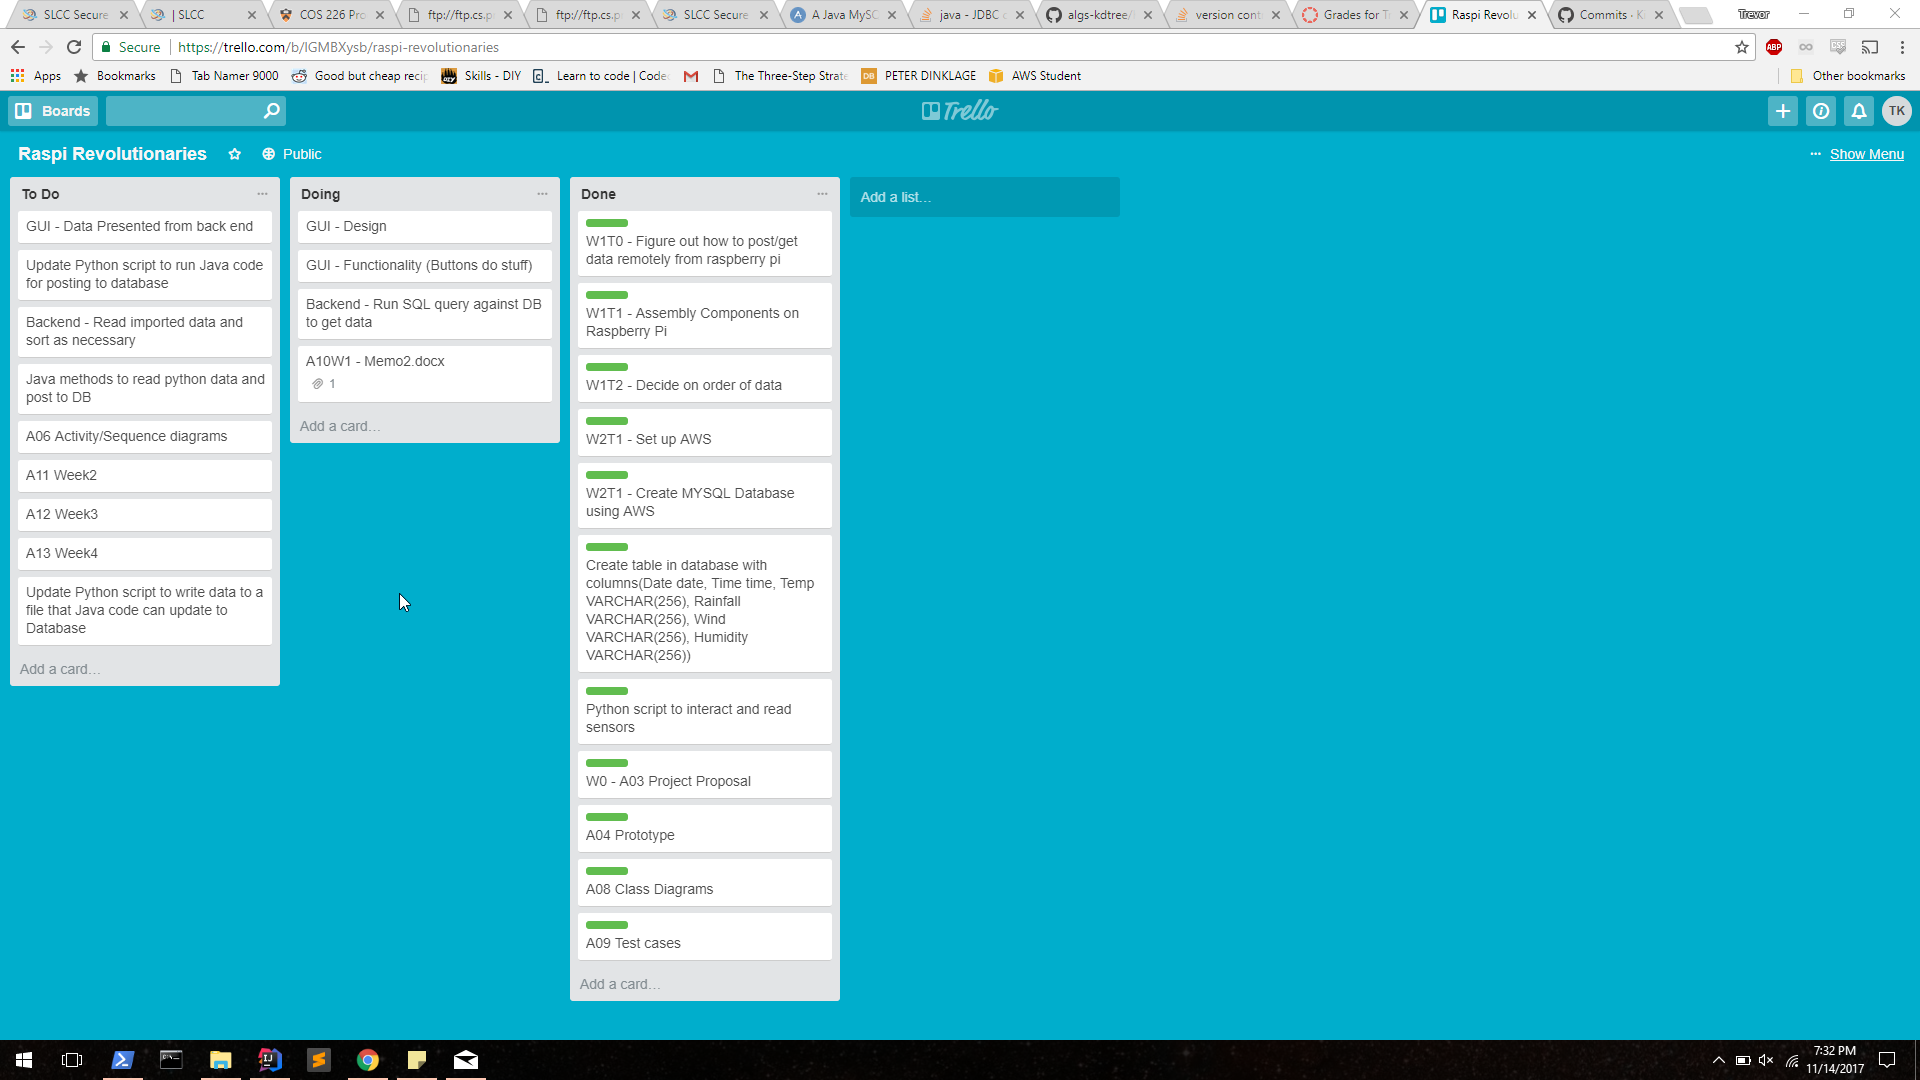 SLCC Secure
| SLCC
COS 226 Pro
ftp://ftp.cs.p
ftp://ftp.cs.p
SLCC Secure
A Java MySC
java - JDBC
algs-kdtree/
version cont
Grades for T
Raspi Revolu
Commits · K
Trevor
Secure
https://trello.com/b/IGMBXysb/raspi-revolutionaries
ABP
Apps
Bookmarks
Tab Namer 9000
Good but cheap recip
Skills - DIY
Learn to code | Code
The Three-Step Strate
DB
PETER DINKLAGE
AWS Student
Other bookmarks
Boards
Trello
TK
Raspi Revolutionaries
Public
Show Menu
To Do
GUI - Data Presented from back end
Update Python script to run Java code
for posting to database
Backend - Read imported data and
sort as necessary
Java methods to read python data and
post to DB
A06 Activity/Sequence diagrams
A11 Week2
A12 Week3
A13 Week4
Update Python script to write data to a
file that Java code can update to
Database
Add a card…
Doing
GUI - Design
GUI - Functionality (Buttons do stuff)
Backend - Run SQL query against DB
to get data
A10W1 - Memo2.docx
1
Add a card…
Done
W1T0 - Figure out how to post/get
data remotely from raspberry pi
W1T1 - Assembly Components on
Raspberry Pi
W1T2 - Decide on order of data
W2T1 - Set up AWS
W2T1 - Create MYSQL Database
using AWS
Create table in database with
columns(Date date, Time time, Temp
VARCHAR(256), Rainfall
VARCHAR(256), Wind
VARCHAR(256), Humidity
VARCHAR(256))
Python script to interact and read
sensors
W0 - A03 Project Proposal
A04 Prototype
A08 Class Diagrams
A09 Test cases
Add a card…
Add a list…
7:32 PM
11/14/2017